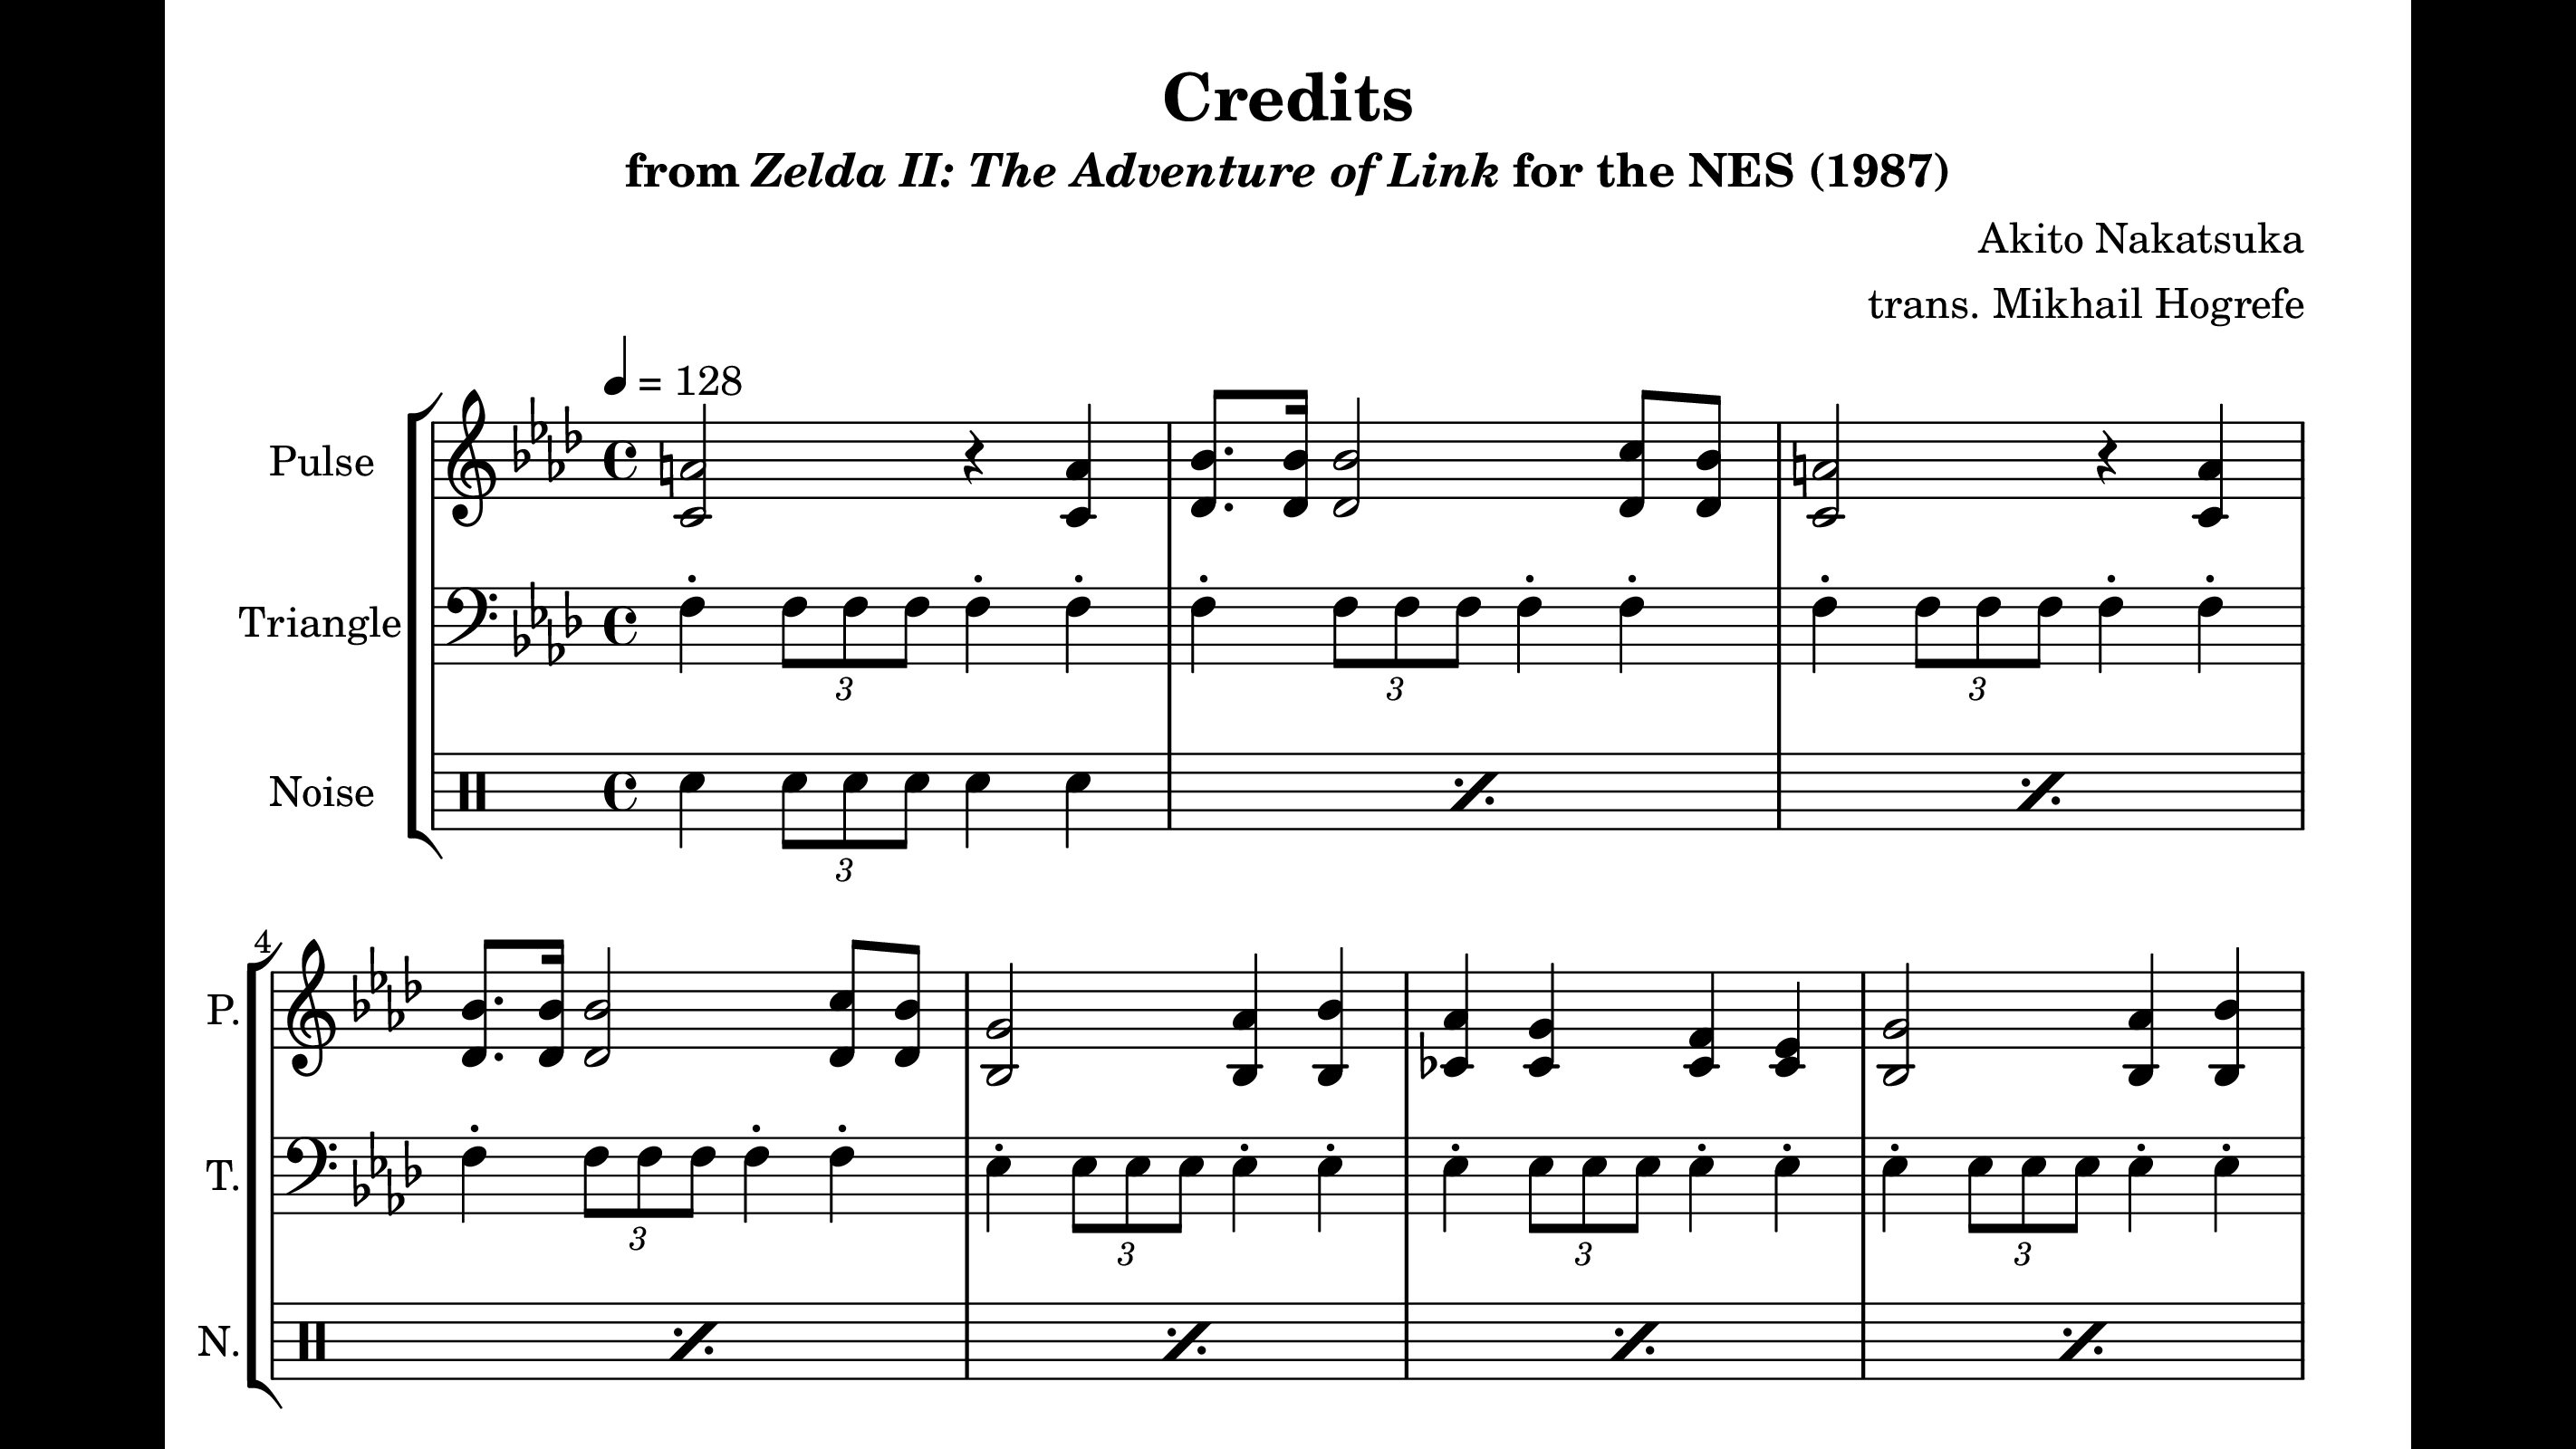 Credits
from Zelda II: The Adventure of Link for the NES (1987)
Akito Nakatsuka
trans. Mikhail Hogrefe
= 128
Pulse
Triangle
3 3 3
Noise
3
4
P.
T.
3 3 3 3
N.